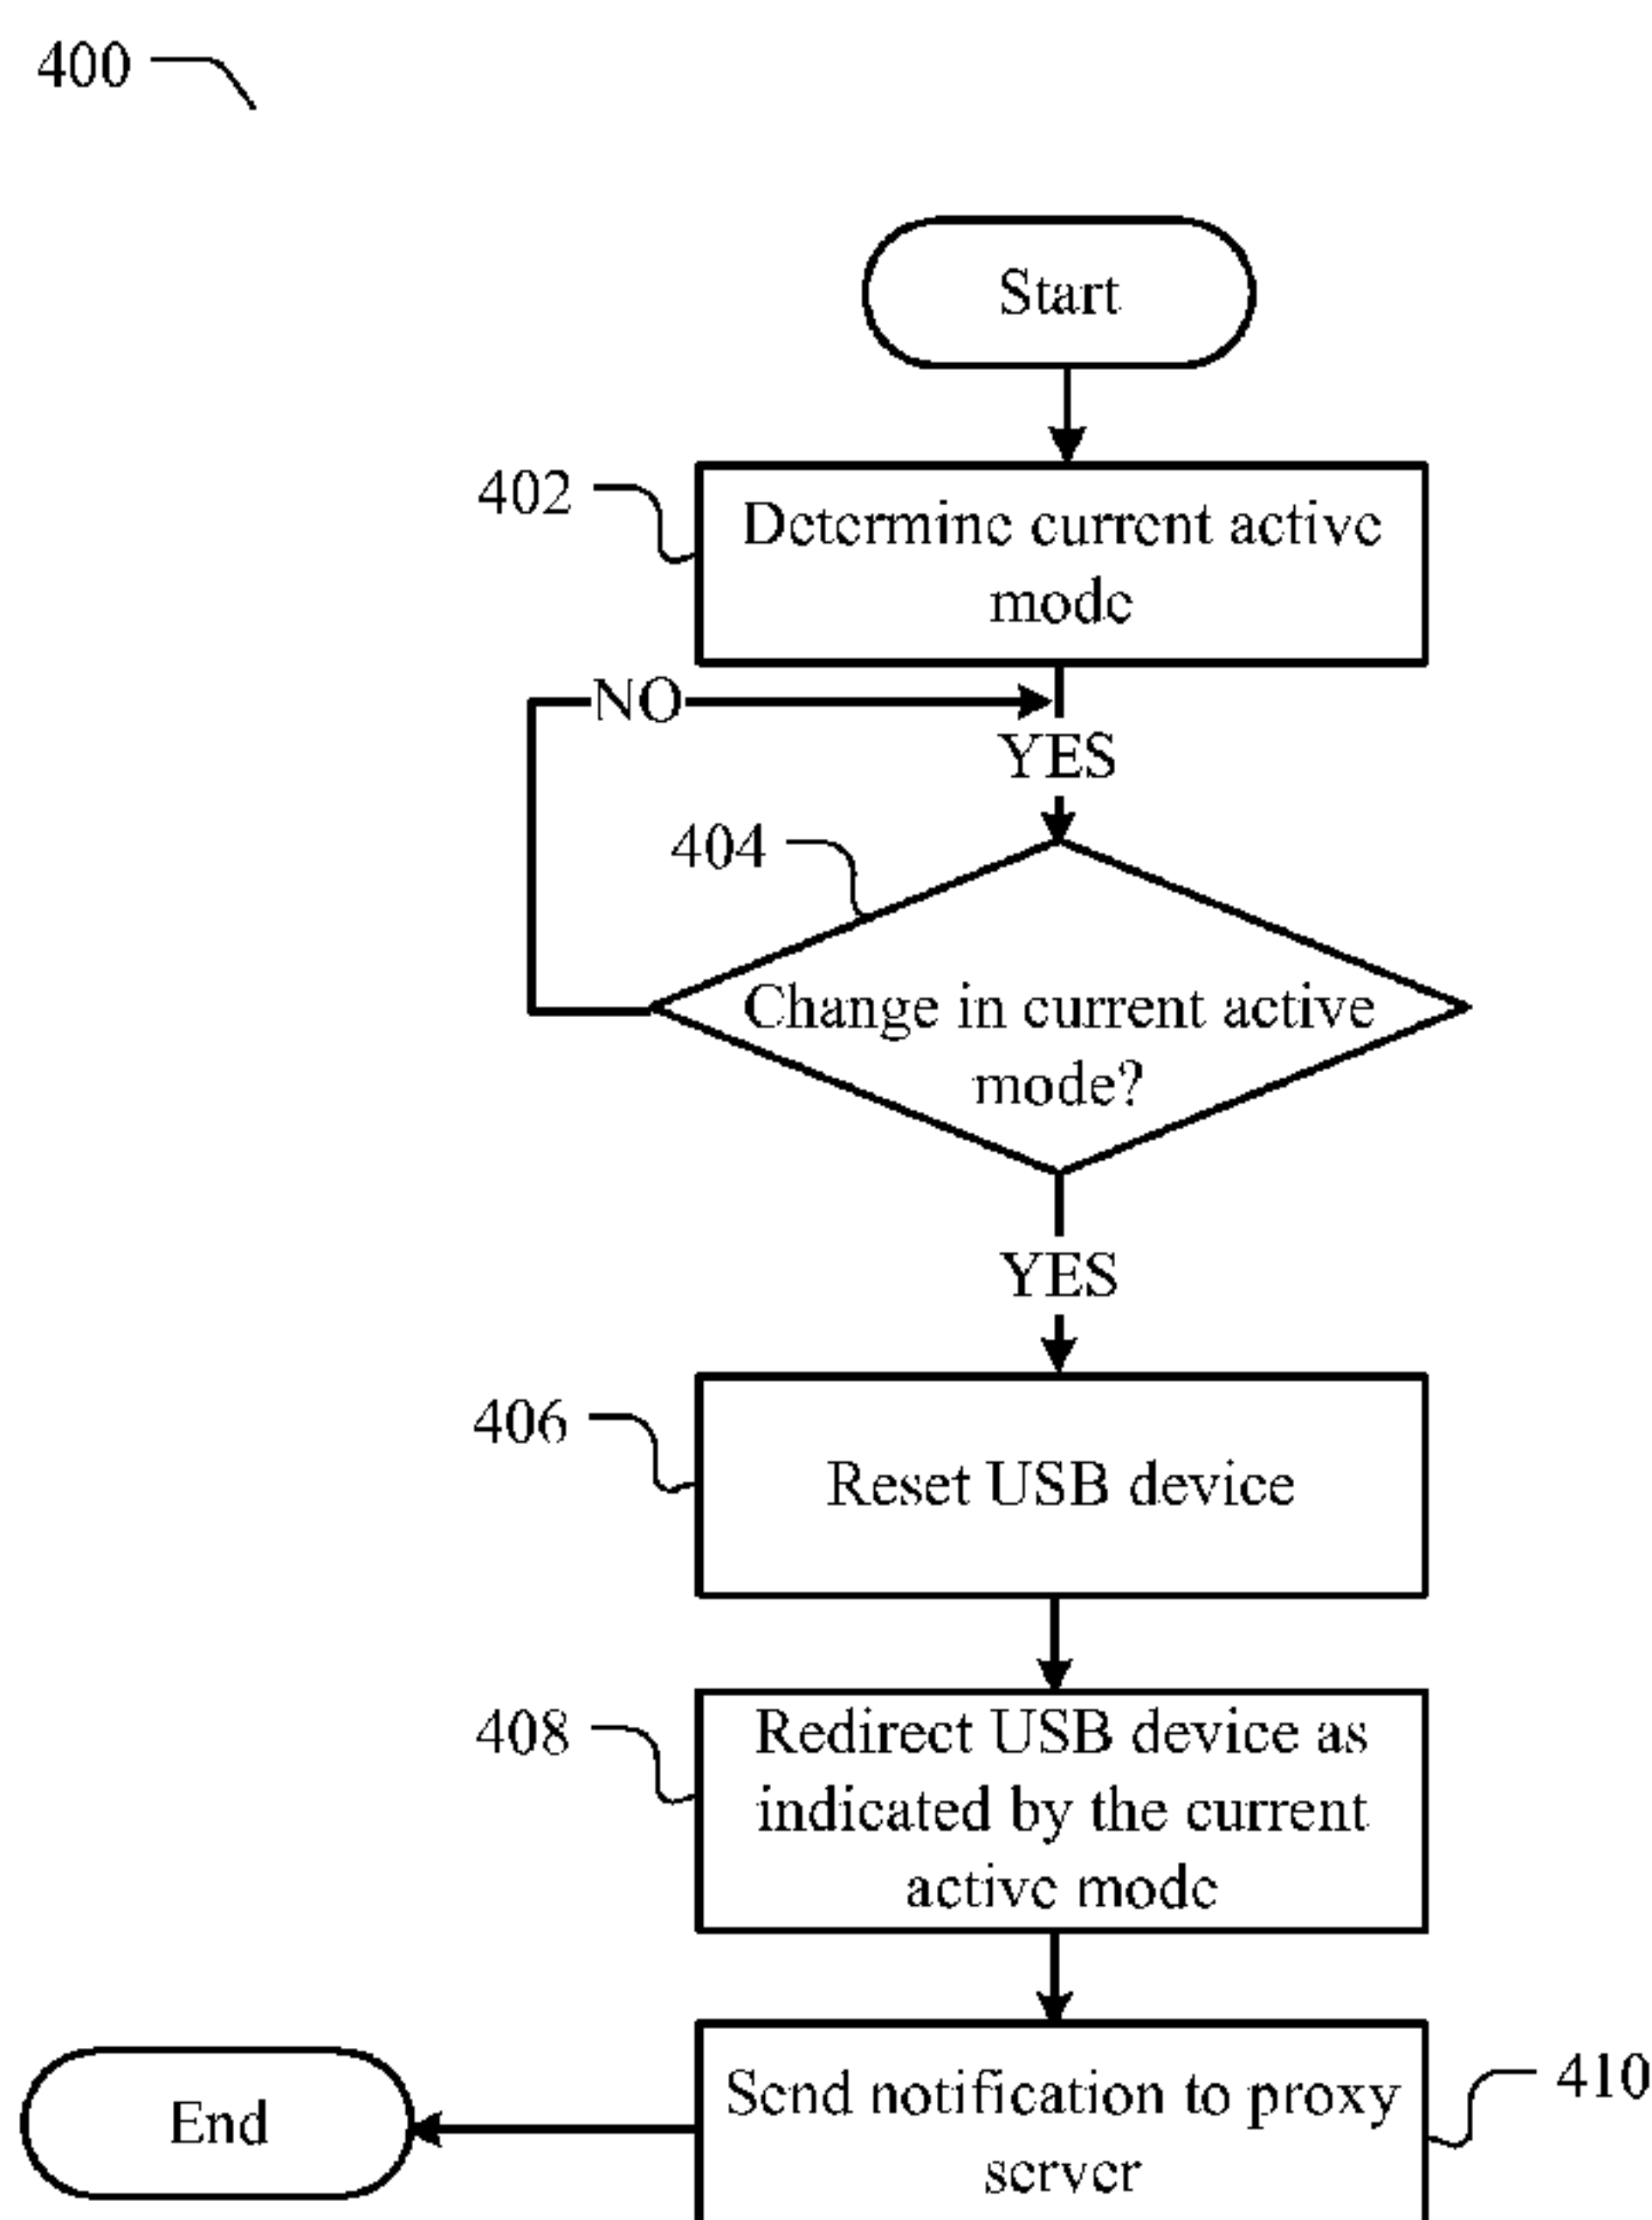 400
Start
402
Determine current active
mode
NO
YES
404
Change in current active
mode?
YES
406
Reset USB device
408
Redirect USB device as
indicated by the current
active mode
410
Send notification to proxy
server
End